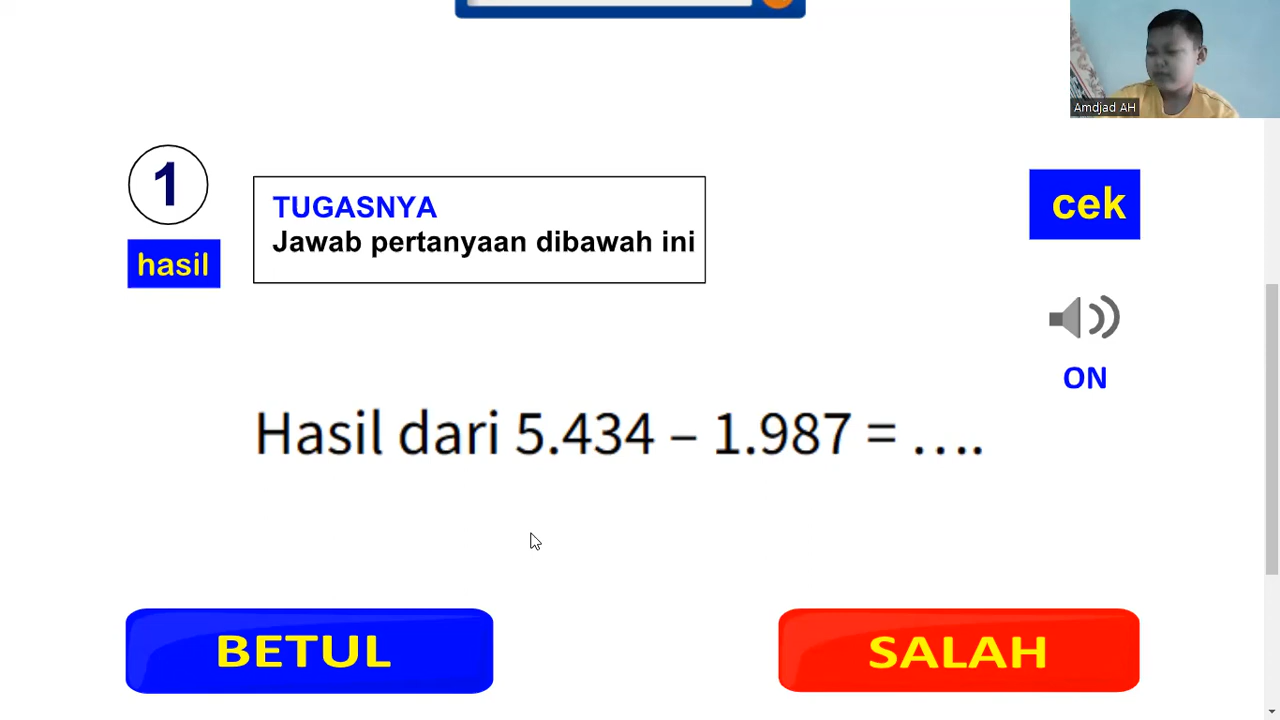 Amdjad AH
1
TUGASNYA
Jawab pertanyaan dibawah ini
cek
hasil
ON
Hasil dari 5.434 – 1.987 = ....
BETUL
SALAH